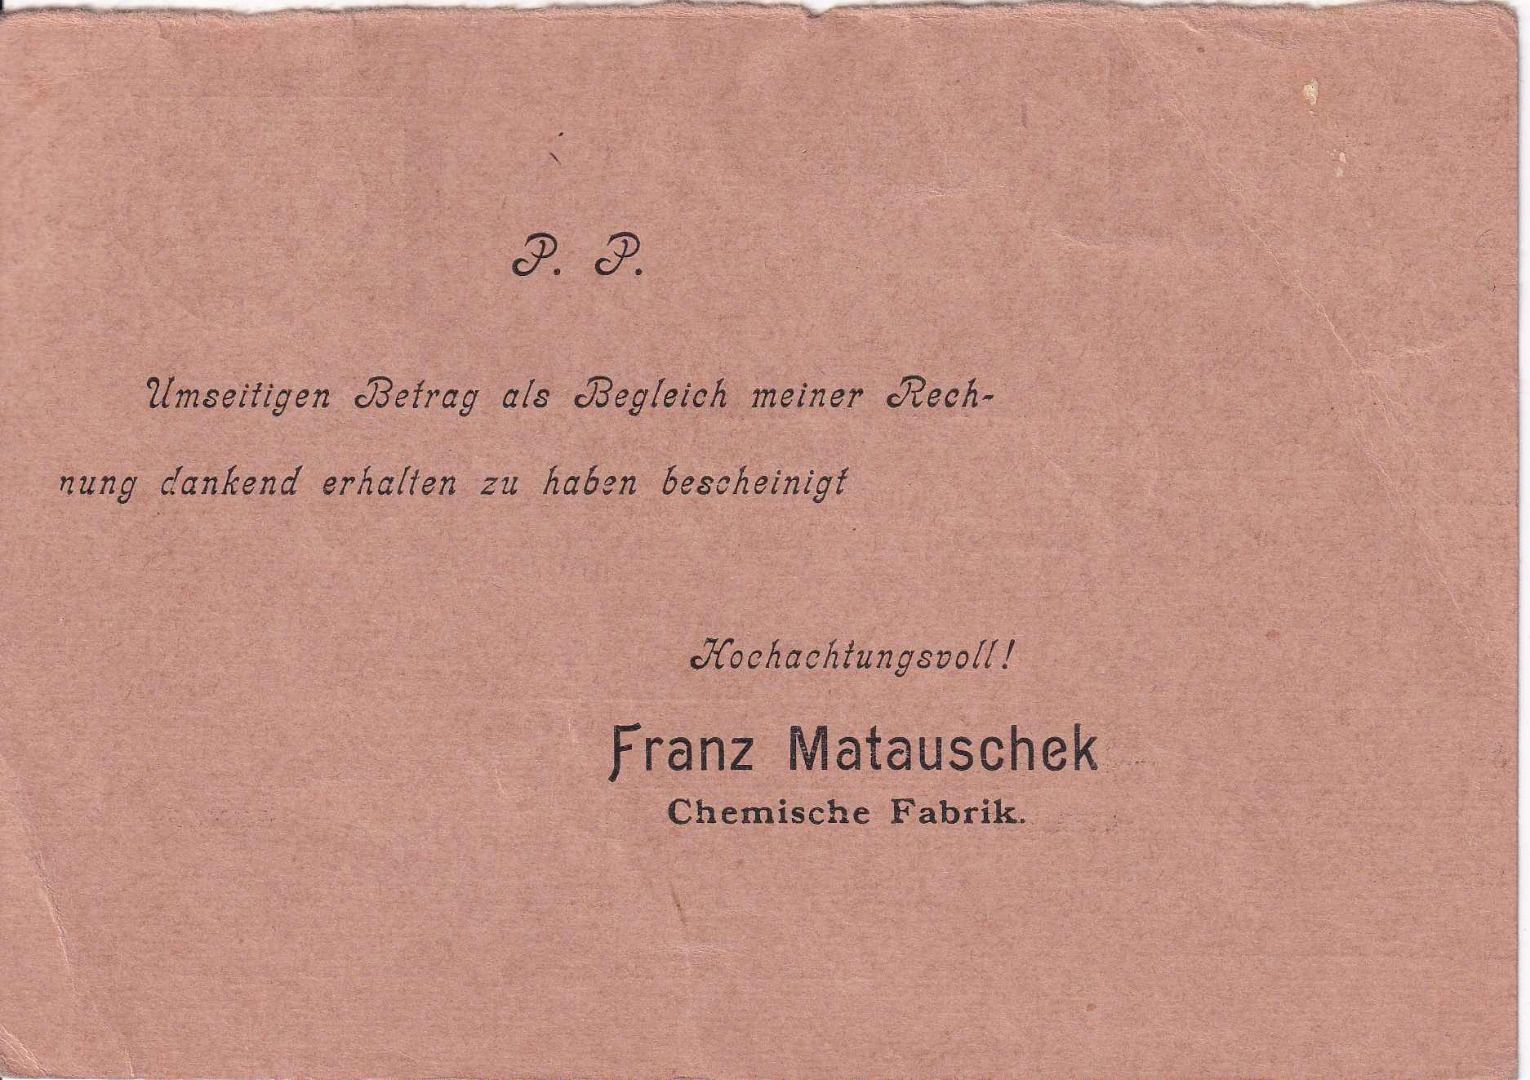 P. P.
Umseitigen Betrag als Begleich meiner Rech-
nung dankend erhalten zu haben bescheinigt
Hochachtungsvoll!
Franz Matauschek
Chemische Fabrik.